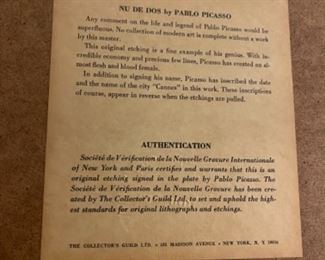 NU DE DOS by PABLO PICASSO
Any comment on the life and legend of Pablo Picasso would be
superfluous. No collection of modern art is complete without a work
by this master.
This original etching is a fine example of his genius. With in-
credible economy and precious few lines, Picasso has created an al-
most flesh and blood female.
In addition to signing his name, Picasso has inscribed the date
and the name of the city "Cannes" in this work. These inscriptions
of course, appear in reverse when the etchings are pulled.
AUTHENTICATION
Société de Vérification de la Nouvelle Gravure Internationale
of New York and Paris certifies and warrants that this is an
original etching signed in the plate by Pablo Picasso. The
Société de Vérification de la Nouvelle Gravure has been cre-
ated by The Collector's Guild Ltd. to set and uphold the high-
est standards for original lithographs and etchings.
THE COLLECTOR'S GUILD LTD. • 185 MADISON AVENUE • NEW YORK, N. Y. 10016